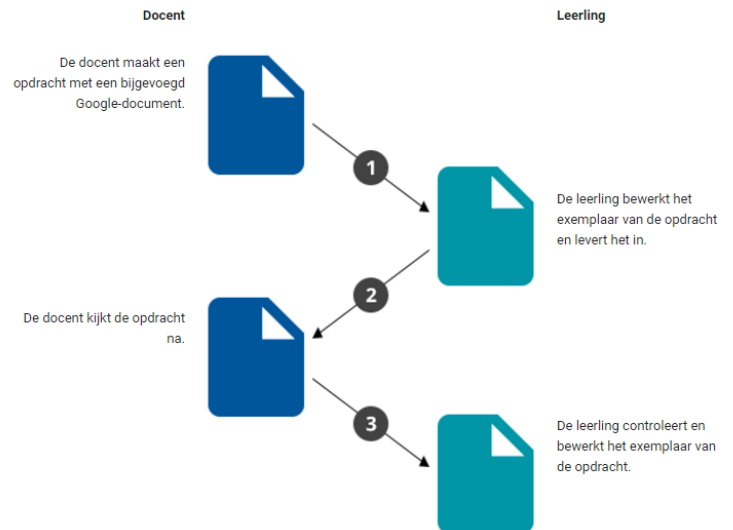 Docent
Leerling
De docent maakt een
opdracht met een bijgevoegd
Google-document.
1
De leerling bewerkt het
exemplaar van de opdracht
en levert het in.
2
De docent kijkt de opdracht
na.
3
De leerling controleert en
bewerkt het exemplaar van
de opdracht.